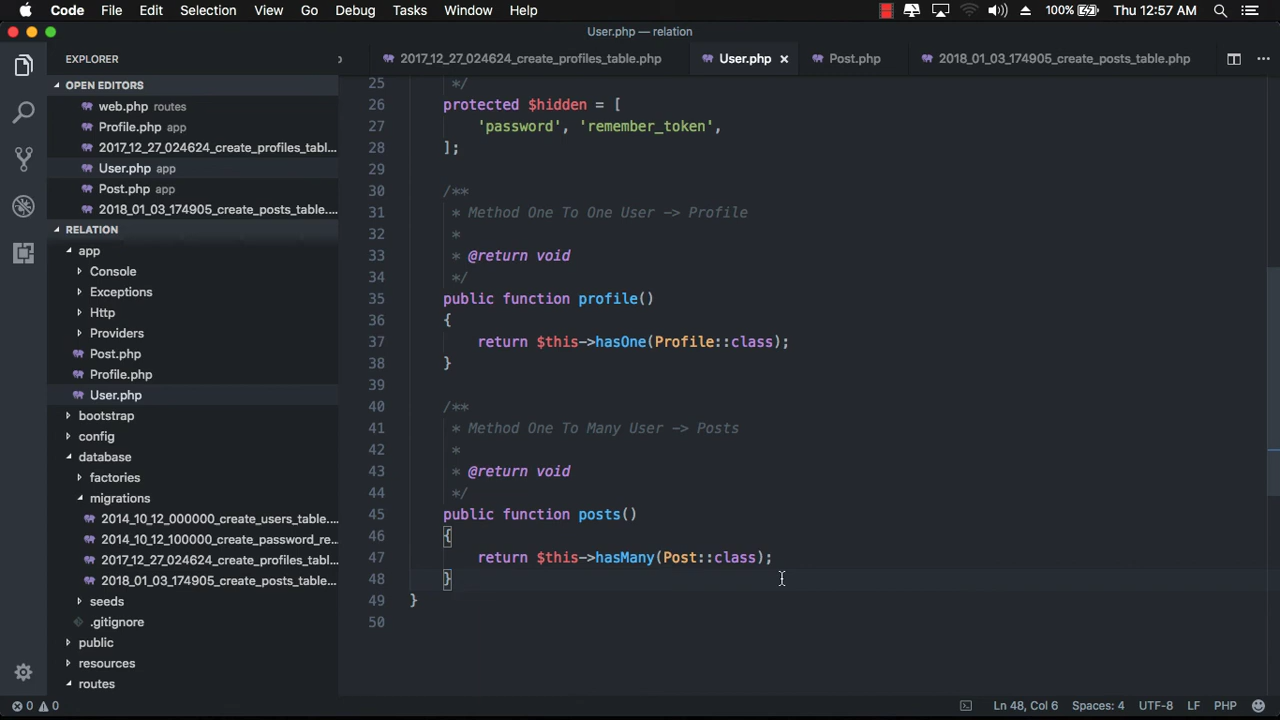 Code File Edit Selection View Go Debug Tasks Window Help 100% Thu 12:57 AM
User.php — relation
EXPLORER
2017_12_27_024624_create_profiles_table.php User.php × Post.php 2018_01_03_174905_create_posts_table.php
OPEN EDITORS
web.php routes
Profile.php app
2017_12_27_024624_create_profiles_tabl...
User.php app
Post.php app
2018_01_03_174905_create_posts_table....
RELATION
app
Console
Exceptions
Http
Providers
Post.php
Profile.php
User.php
bootstrap
config
database
factories
migrations
2014_10_12_000000_create_users_table....
2014_10_12_100000_create_password_re...
2017_12_27_024624_create_profiles_tabl...
2018_01_03_174905_create_posts_table....
seeds
.gitignore
public
resources
routes
25 */
26 protected $hidden = [
27 'password', 'remember_token',
28 ];
29
30 /**
31 * Method One To One User -> Profile
32 *
33 * @return void
34 */
35 public function profile()
36 {
37 return $this->hasOne(Profile::class);
38 }
39
40 /**
41 * Method One To Many User -> Posts
42 *
43 * @return void
44 */
45 public function posts()
46 {
47 return $this->hasMany(Post::class);
48 }
49 }
50
0 0 Ln 48, Col 6 Spaces: 4 UTF-8 LF PHP